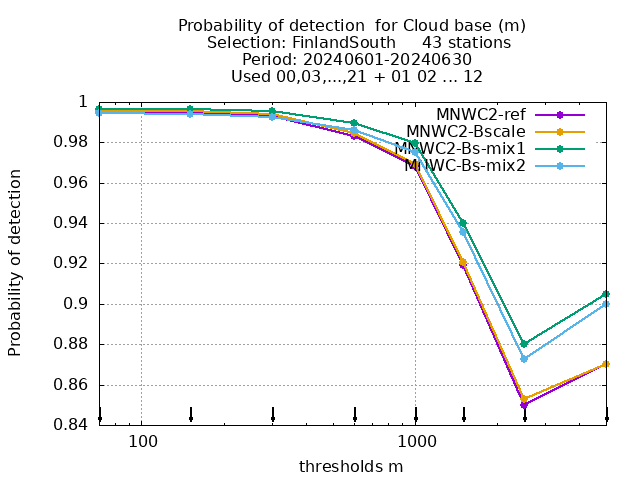 Probability of detection  for Cloud base (m)
Selection: FinlandSouth     43 stations
Period: 20240601-20240630
Used 00,03,...,21 + 01 02 ... 12
Probability of detection
1
0.98
0.96
0.94
0.92
0.9
0.88
0.86
0.84
MNWC2-ref
MNWC2-Bscale
MNWC2-Bs-mix1
MNWC-Bs-mix2
100
1000
thresholds m